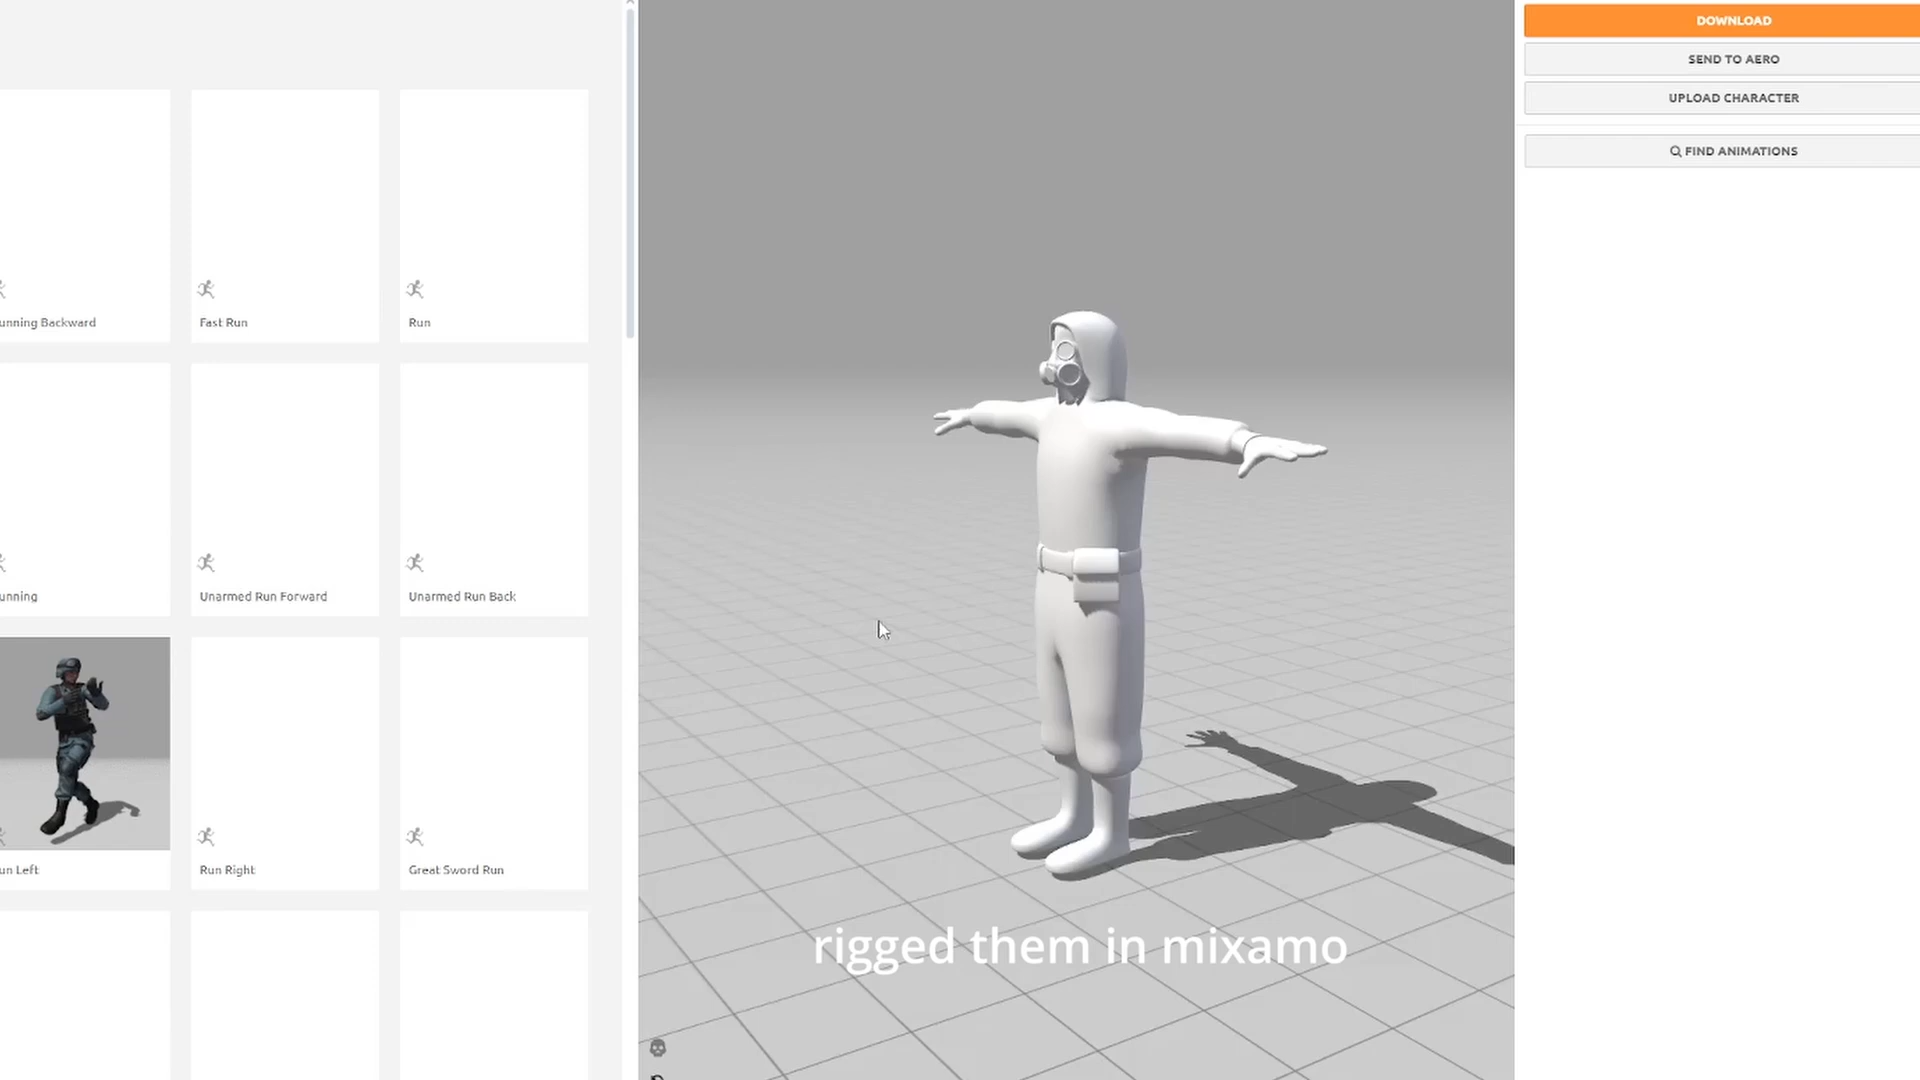 DOWNLOAD
SEND TO AERO
UPLOAD CHARACTER
FIND ANIMATIONS
unning Backward
Fast Run
Run
unning
Unarmed Run Forward
Unarmed Run Back
un Left
Run Right
Great Sword Run
rigged them in mixamo